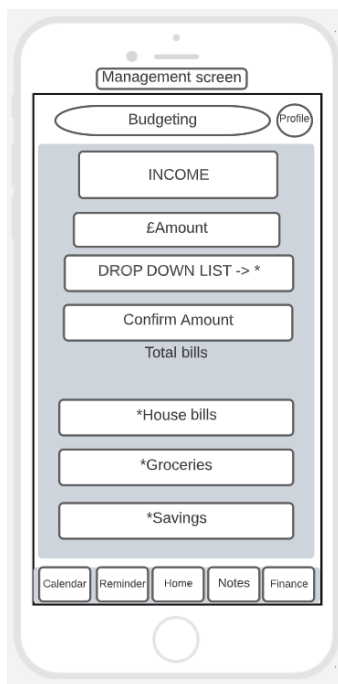 Management screen
Budgeting
Profile
INCOME
£Amount
DROP DOWN LIST -> *
Confirm Amount
Total bills
*House bills
*Groceries
*Savings
Calendar Reminder Home Notes Finance